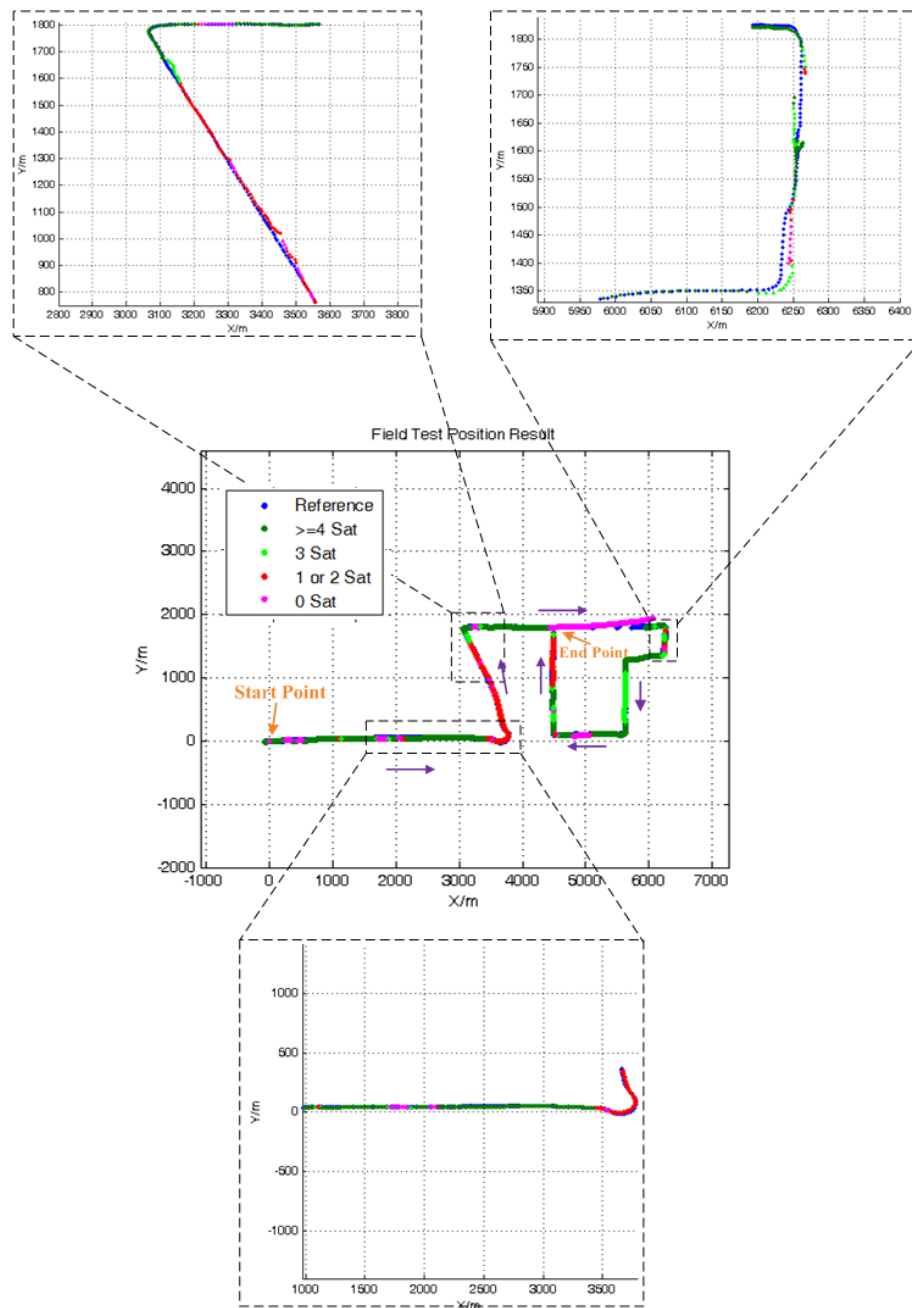 1800
1700
1600
1500
1400
1300
1200
1100
1000
900
800
Y/m
2800 2900 3000 3100 3200 3300 3400 3500 3600 3700 3800
X/m
1800
1750
1700
1650
1600
1550
1500
1450
1400
1350
Y/m
5900 5950 6000 6050 6100 6150 6200 6250 6300 6350 6400
X/m
Field Test Position Result
4000
3000
2000
1000
0
-1000
-2000
Y/m
Reference
>=4 Sat
3 Sat
1 or 2 Sat
0 Sat
End Point
Start Point
-1000 0 1000 2000 3000 4000 5000 6000 7000
X/m
1000
500
0
-500
-1000
Y/m
1000 1500 2000 2500 3000 3500
X/m